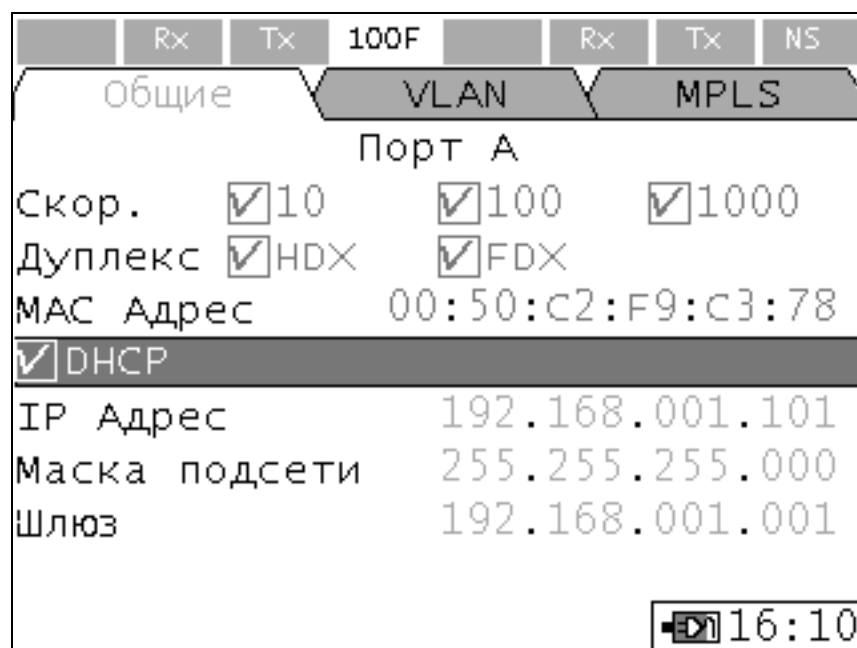 Rx Tx 100F Rx Tx NS
Общие VLAN MPLS
Порт A
Скор. 10 100 1000
Дуплекс HDX FDX
MAC Адрес 00:50:C2:F9:C3:78
DHCP
IP Адрес 192.168.001.101
Маска подсети 255.255.255.000
Шлюз 192.168.001.001
16:10